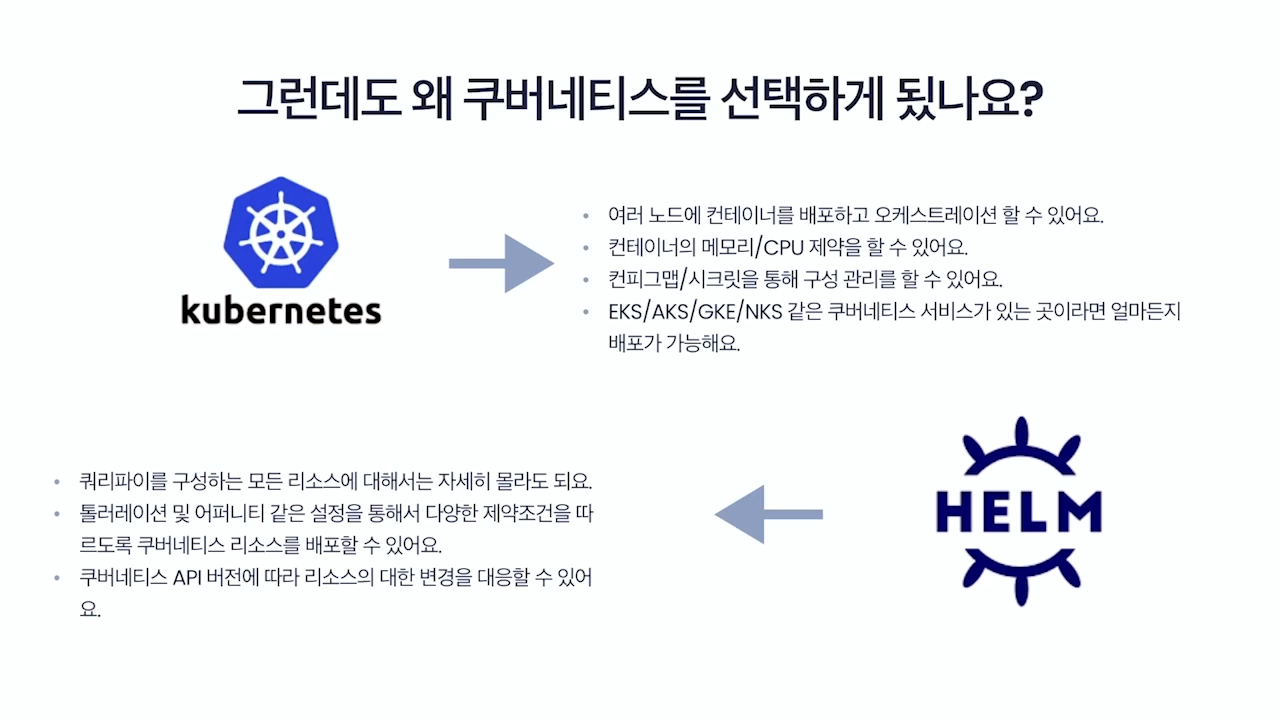 그런데도 왜 쿠버네티스를 선택하게 됬나요?
kubernetes
• 여러 노드에 컨테이너를 배포하고 오케스트레이션 할 수 있어요.
• 컨테이너의 메모리/CPU 제약을 할 수 있어요.
• 컨피그맵/시크릿을 통해 구성 관리를 할 수 있어요.
• EKS/AKS/GKE/NKS 같은 쿠버네티스 서비스가 있는 곳이라면 얼마든지
배포가 가능해요.
• 쿼리파이를 구성하는 모든 리소스에 대해서는 자세히 몰라도 되요.
• 톨러레이션 및 어퍼니티 같은 설정을 통해서 다양한 제약조건을 따
르도록 쿠버네티스 리소스를 배포할 수 있어요.
• 쿠버네티스 API 버전에 따라 리소스의 대한 변경을 대응할 수 있어
요.
HELM